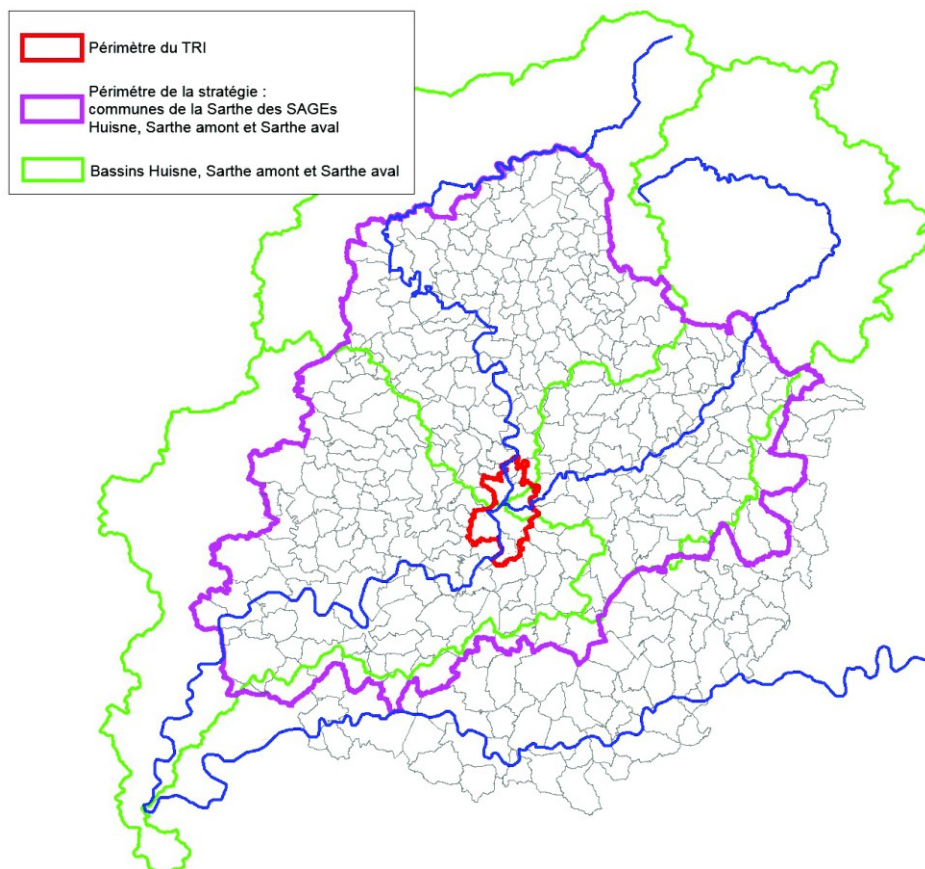 Périmètre du TRI
Périmètre de la stratégie :
communes de la Sarthe des SAGEs
Huisne, Sarthe amont et Sarthe aval
Bassins Huisne, Sarthe amont et Sarthe aval